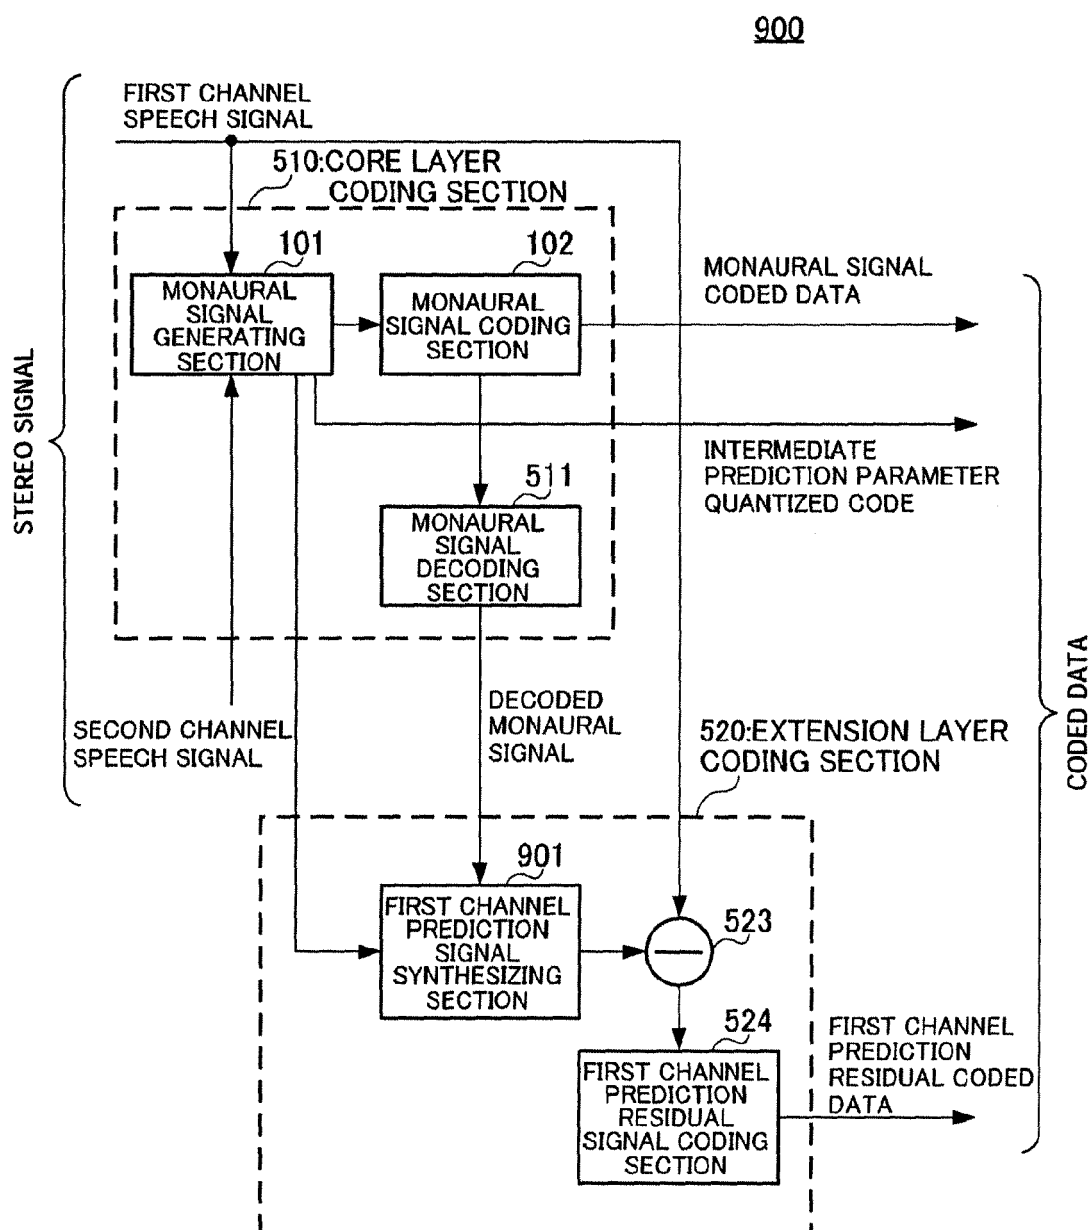 900
FIRST CHANNEL
SPEECH SIGNAL
510:CORE LAYER
CODING SECTION
101
102
MONAURAL
SIGNAL
GENERATING
SECTION
MONAURAL
SIGNAL CODING
SECTION
MONAURAL SIGNAL
CODED DATA
STEREO SIGNAL
INTERMEDIATE
PREDICTION PARAMETER
QUANTIZED CODE
511
MONAURAL
SIGNAL
DECODING
SECTION
SECOND CHANNEL
SPEECH SIGNAL
DECODED
MONAURAL
SIGNAL
520:EXTENSION LAYER
CODING SECTION
CODED DATA
901
FIRST CHANNEL
PREDICTION
SIGNAL
SYNTHESIZING
SECTION
523
524
FIRST CHANNEL
PREDICTION
RESIDUAL
SIGNAL CODING
SECTION
FIRST CHANNEL
PREDICTION
RESIDUAL CODED
DATA